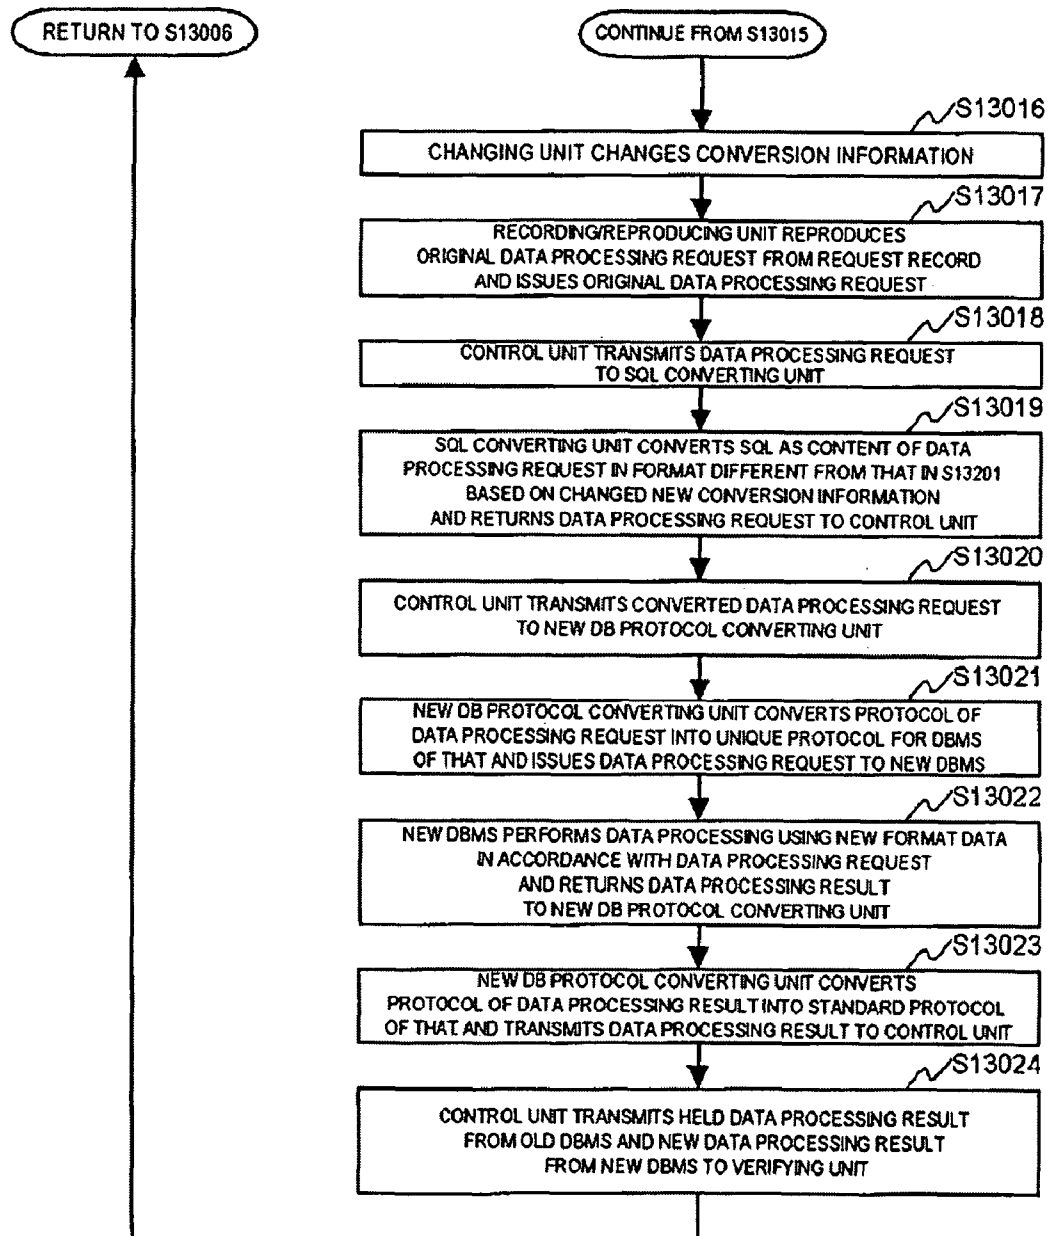 RETURN TO S13006
CONTINUE FROM S13015
S13016
CHANGING UNIT CHANGES CONVERSION INFORMATION
S13017
RECORDING/REPRODUCING UNIT REPRODUCES
ORIGINAL DATA PROCESSING REQUEST FROM REQUEST RECORD
AND ISSUES ORIGINAL DATA PROCESSING REQUEST
S13018
CONTROL UNIT TRANSMITS DATA PROCESSING REQUEST
TO SQL CONVERTING UNIT
S13019
SQL CONVERTING UNIT CONVERTS SQL AS CONTENT OF DATA
PROCESSING REQUEST IN FORMAT DIFFERENT FROM THAT IN S13201
BASED ON CHANGED NEW CONVERSION INFORMATION
AND RETURNS DATA PROCESSING REQUEST TO CONTROL UNIT
S13020
CONTROL UNIT TRANSMITS CONVERTED DATA PROCESSING REQUEST
TO NEW DB PROTOCOL CONVERTING UNIT
S13021
NEW DB PROTOCOL CONVERTING UNIT CONVERTS PROTOCOL OF
DATA PROCESSING REQUEST INTO UNIQUE PROTOCOL FOR DBMS
OF THAT AND ISSUES DATA PROCESSING REQUEST TO NEW DBMS
S13022
NEW DBMS PERFORMS DATA PROCESSING USING NEW FORMAT DATA
IN ACCORDANCE WITH DATA PROCESSING REQUEST
AND RETURNS DATA PROCESSING RESULT
TO NEW DB PROTOCOL CONVERTING UNIT
S13023
NEW DB PROTOCOL CONVERTING UNIT CONVERTS
PROTOCOL OF DATA PROCESSING RESULT INTO STANDARD PROTOCOL
OF THAT AND TRANSMITS DATA PROCESSING RESULT TO CONTROL UNIT
S13024
CONTROL UNIT TRANSMITS HELD DATA PROCESSING RESULT
FROM OLD DBMS AND NEW DATA PROCESSING RESULT
FROM NEW DBMS TO VERIFYING UNIT